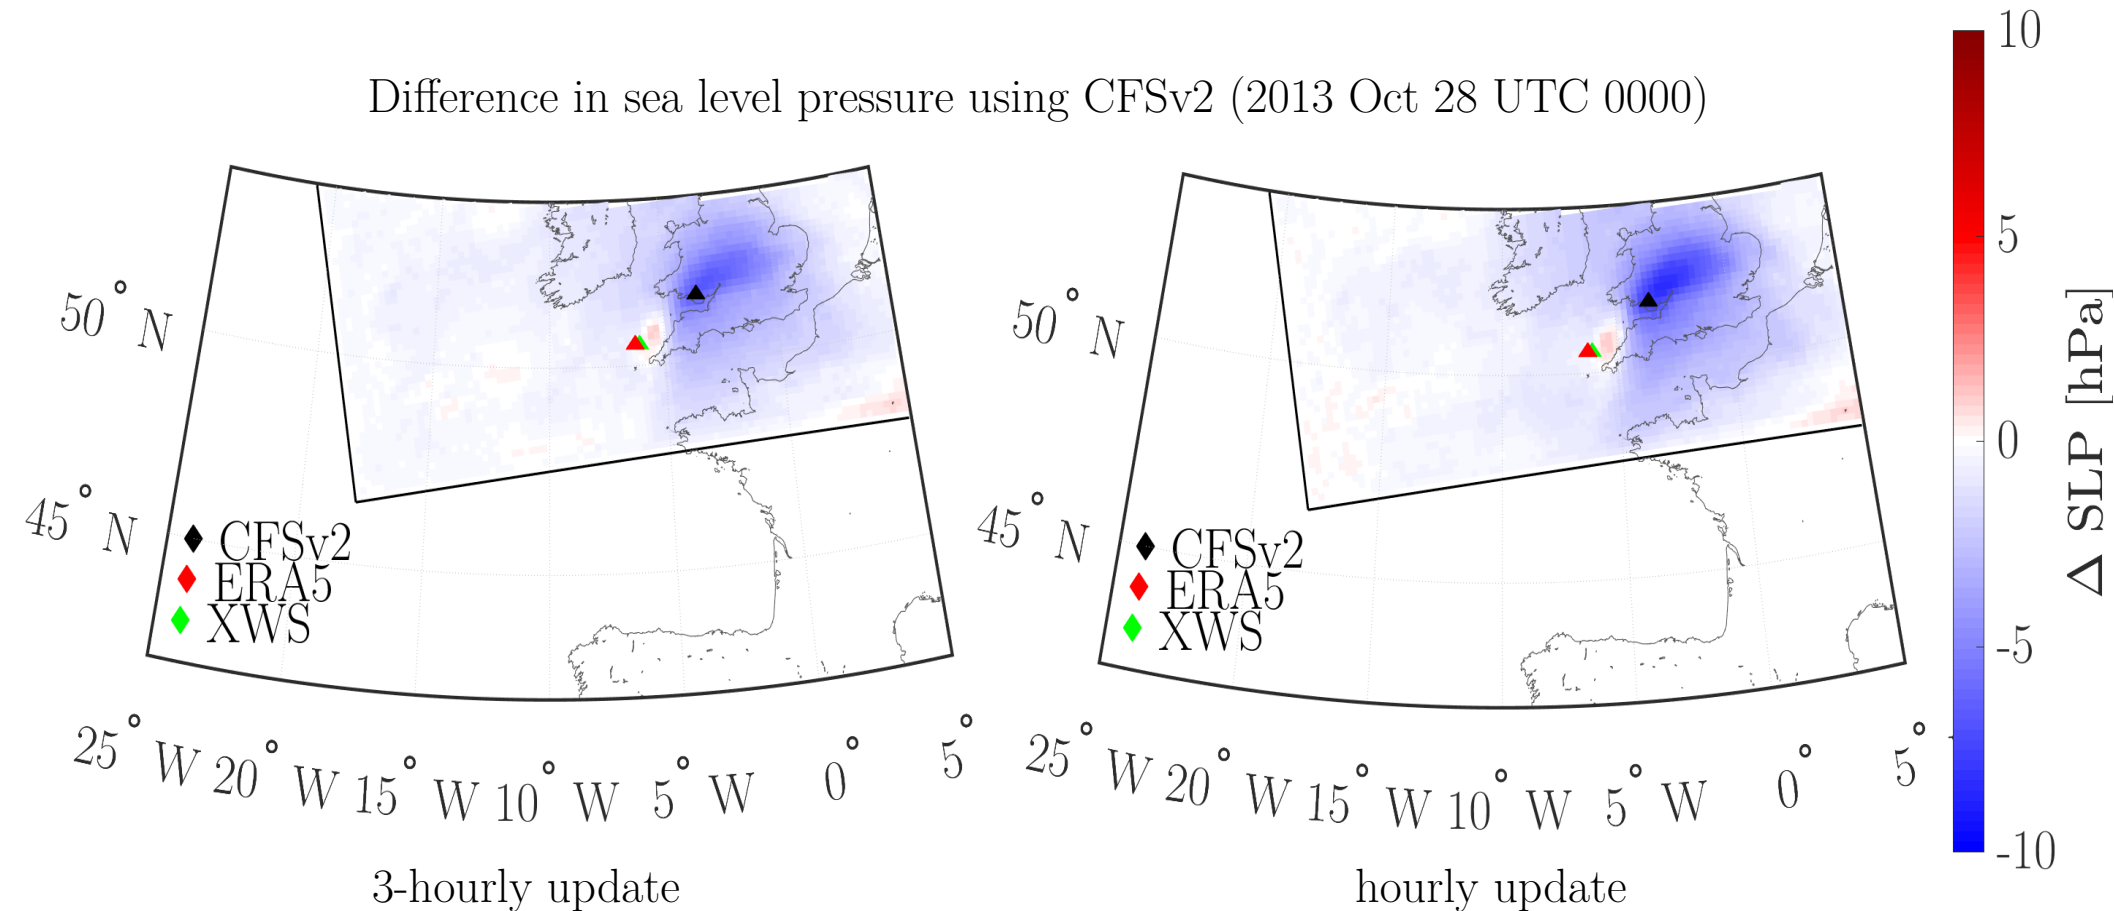 Difference in sea level pressure using CFSv2 (2013 Oct 28 UTC 0000)
50° N
45° N
CFSv2
ERA5
XWS
25° W 20° W 15° W 10° W 5° W 0° 5°
3-hourly update
50° N
45° N
CFSv2
ERA5
XWS
25° W 20° W 15° W 10° W 5° W 0° 5°
hourly update
10
5
0
-5
-10
Δ SLP [hPa]